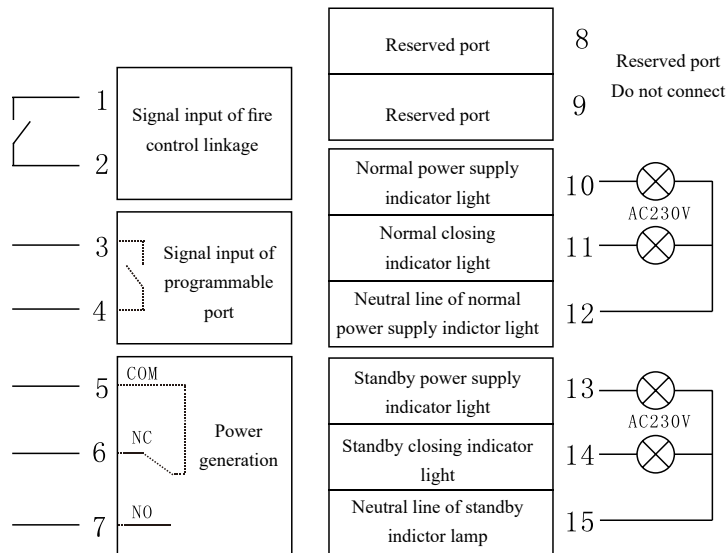 1
Signal input of fire
control linkage
2
3
Signal input of
programmable
port
4
5
COM
6
NC
Power
generation
7
NO
Reserved port
8
Reserved port
9
Reserved port
Do not connect
Normal power supply
indicator light
10
AC230V
Normal closing
indicator light
11
Neutral line of normal
power supply indictor light
12
Standby power supply
indicator light
13
AC230V
Standby closing indicator
light
14
Neutral line of standby
indictor lamp
15